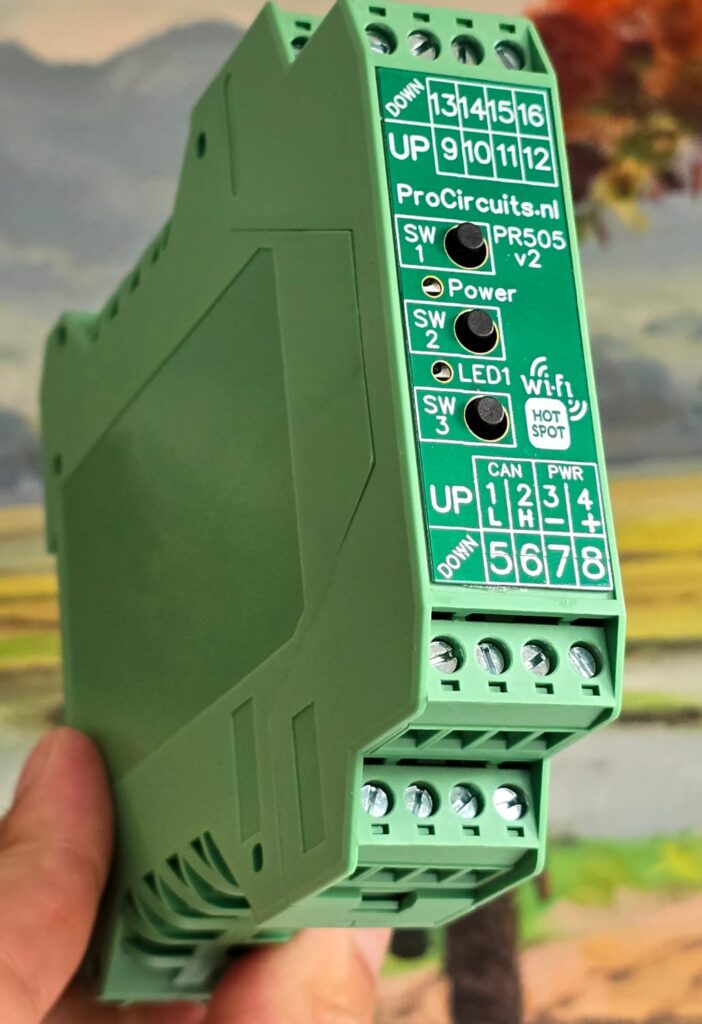 DOWN 13 14 15 16
UP 9 10 11 12
ProCircuits.nl
SW 1
PR505 v2
Power
SW 2
LED1
Wi-Fi
SW 3
HOT SPOT
CAN PWR
UP 1 2 3 4
L H - +
DOWN 5 6 7 8